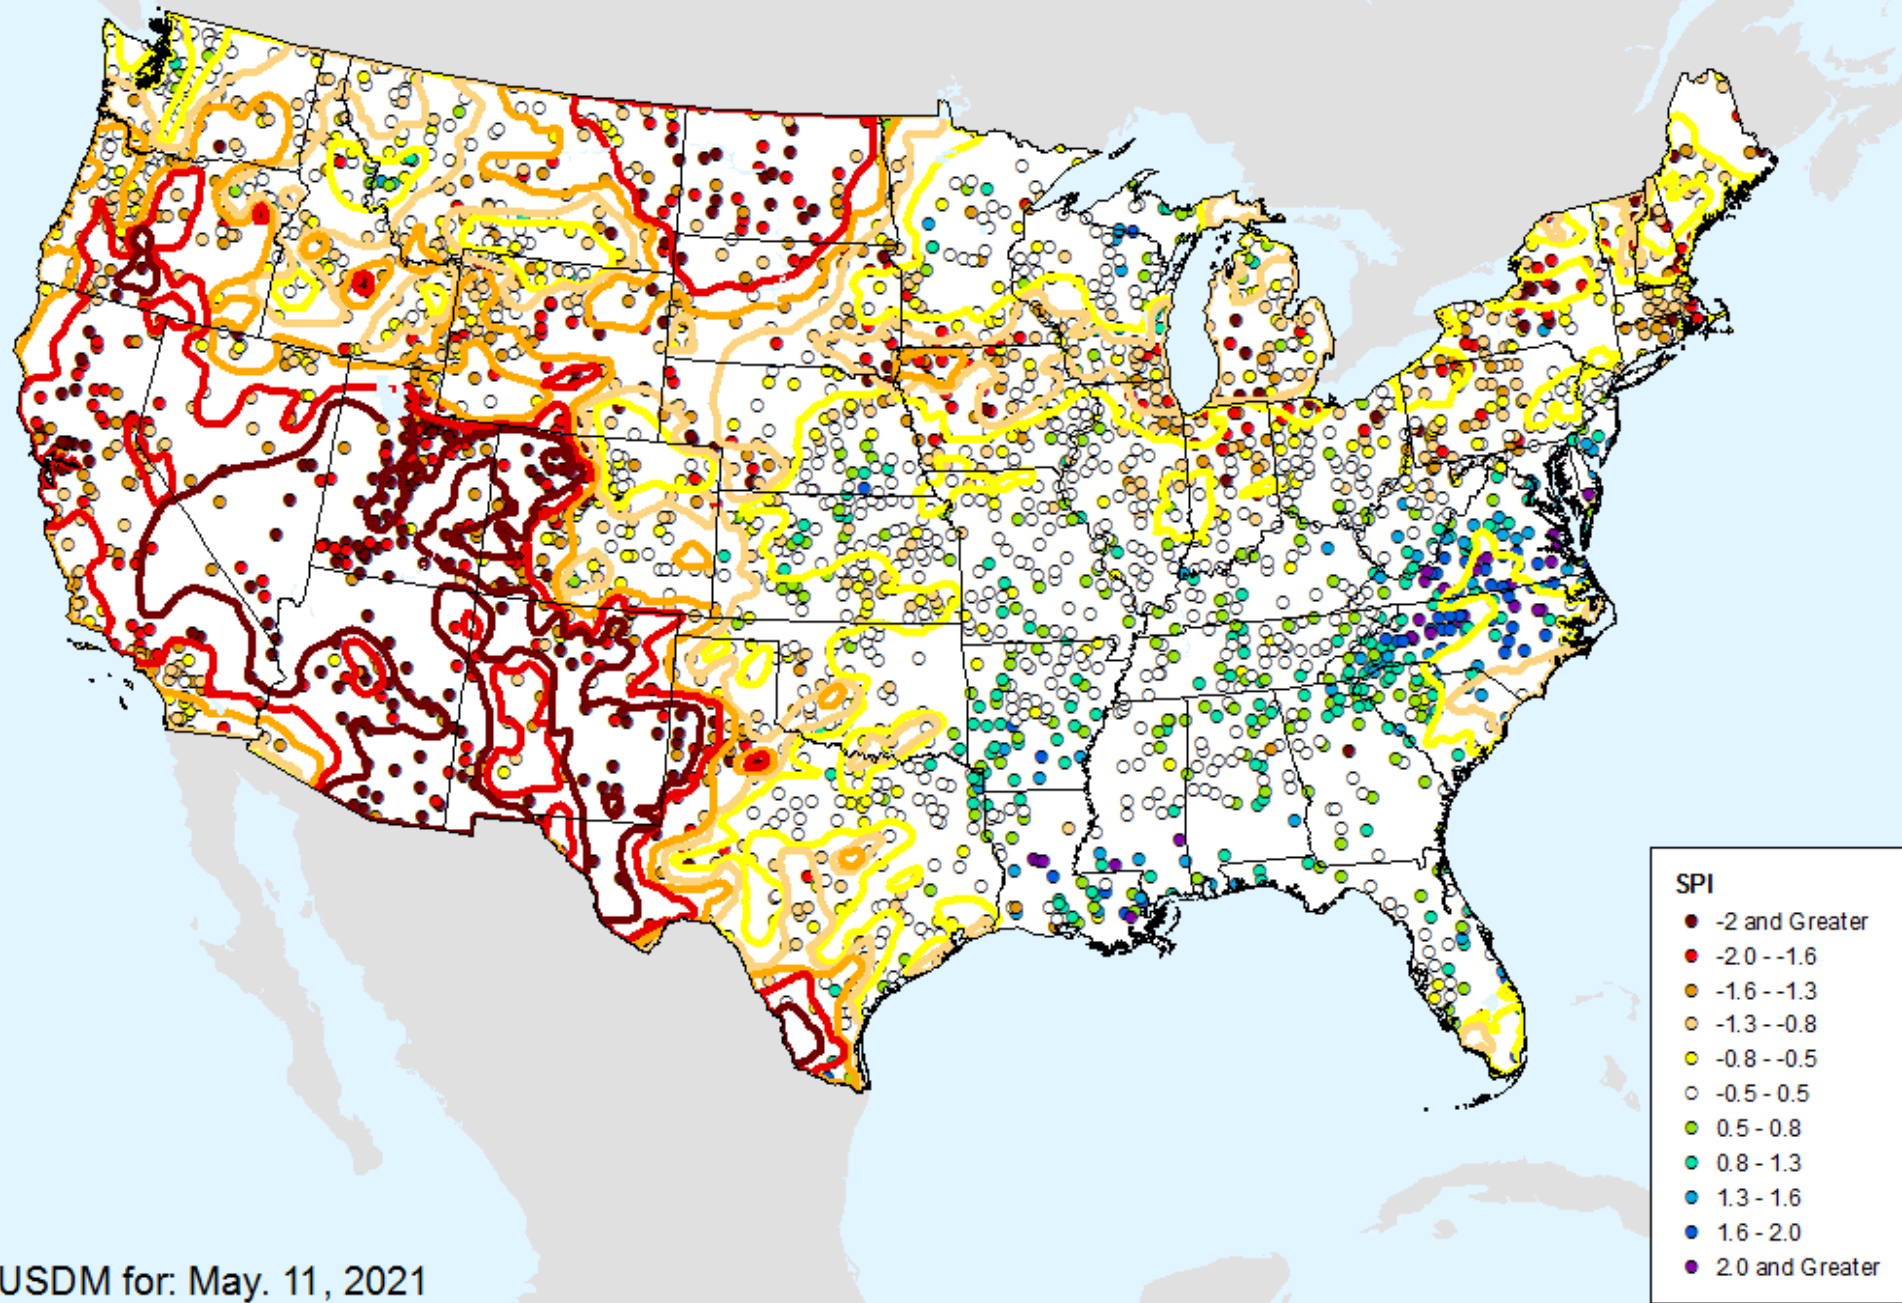 SPI
-2 and Greater
-2.0 - -1.6
-1.6 - -1.3
-1.3 - -0.8
-0.8 - -0.5
-0.5 - 0.5
0.5 - 0.8
0.8 - 1.3
1.3 - 1.6
1.6 - 2.0
2.0 and Greater
USDM for: May. 11, 2021